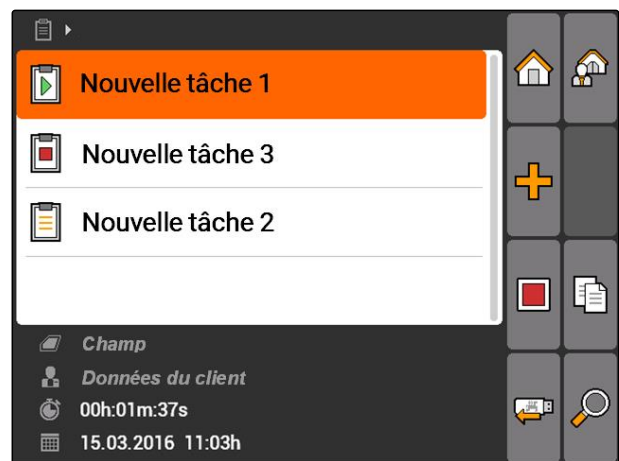 Nouvelle tâche 1
Nouvelle tâche 3
Nouvelle tâche 2
Champ
Données du client
00h:01m:37s
15.03.2016 11:03h